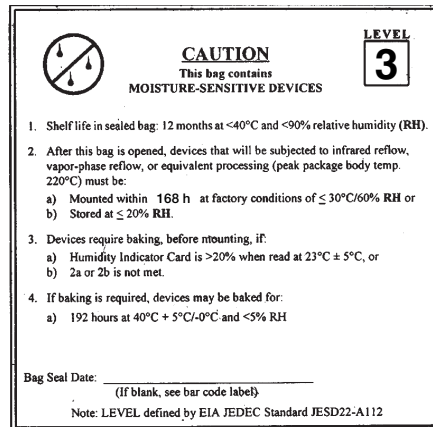 LEVEL
3
CAUTION
This bag contains
MOISTURE-SENSITIVE DEVICES
1. Shelf life in sealed bag: 12 months at <40°C and <90% relative humidity (RH).
2. After this bag is opened, devices that will be subjected to infrared reflow,
vapor-phase reflow, or equivalent processing (peak package body temp.
220°C) must be:
a) Mounted within 168 h at factory conditions of ≤ 30°C/60% RH or
b) Stored at ≤ 20% RH.
3. Devices require baking, before mounting, if:
a) Humidity Indicator Card is >20% when read at 23°C ± 5°C, or
b) 2a or 2b is not met.
4. If baking is required, devices may be baked for:
a) 192 hours at 40°C + 5°C/-0°C and <5% RH
Bag Seal Date:
(If blank, see bar code label)
Note: LEVEL defined by EIA JEDEC Standard JESD22-A112